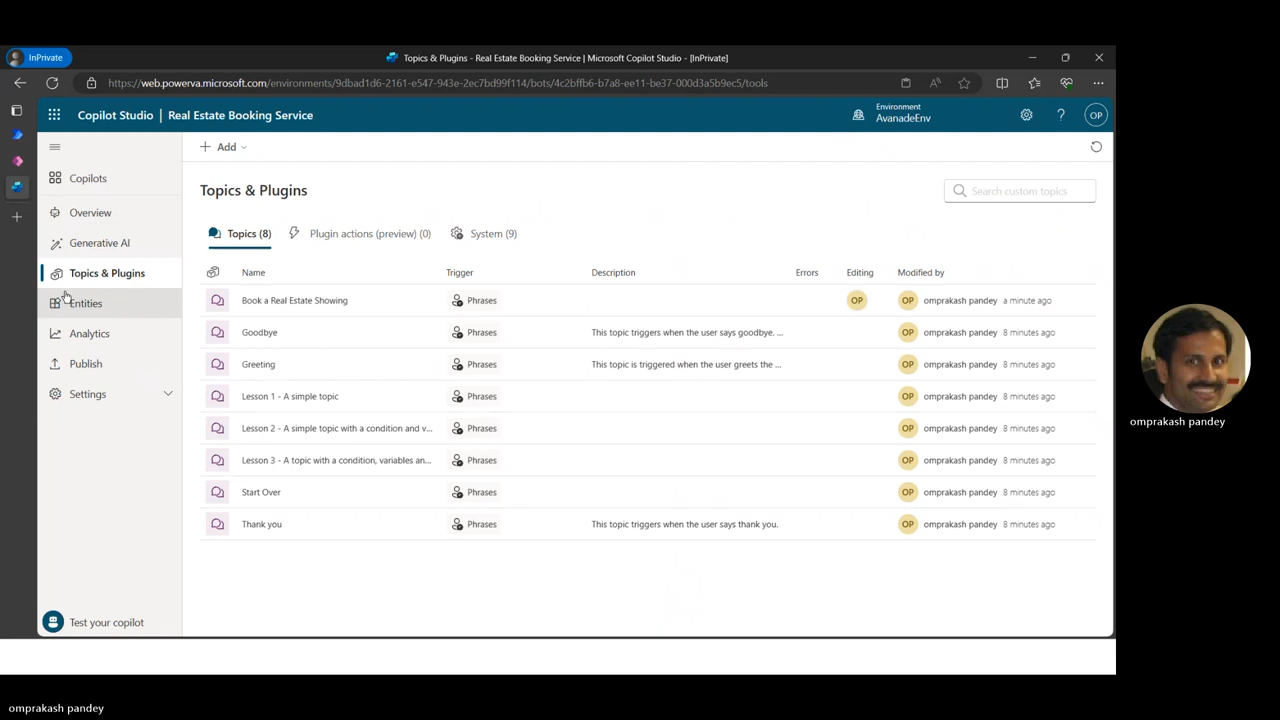 InPrivate
Topics & Plugins - Real Estate Booking Service | Microsoft Copilot Studio - [InPrivate]
https://web.powerva.microsoft.com/environments/9dbad1d6-2161-e547-943e-2ec7bd99f114/bots/4c2bffb6-b7a8-ee11-be37-000d3a5b9ec5/tools
Copilot Studio | Real Estate Booking Service
Environment
AvanadeEnv
?
OP
Copilots
Overview
Generative AI
Topics & Plugins
Entities
Analytics
Publish
Settings
Test your copilot
+ Add
Topics & Plugins
Search custom topics
Topics (8) Plugin actions (preview) (0) System (9)
Name Trigger Description Errors Editing Modified by
Book a Real Estate Showing Phrases OP OP omprakash pandey a minute ago
Goodbye Phrases This topic triggers when the user says goodbye. ... OP omprakash pandey 8 minutes ago
Greeting Phrases This topic is triggered when the user greets the ... OP omprakash pandey 8 minutes ago
Lesson 1 - A simple topic Phrases OP omprakash pandey 8 minutes ago
Lesson 2 - A simple topic with a condition and v... Phrases OP omprakash pandey 8 minutes ago
Lesson 3 - A topic with a condition, variables an... Phrases OP omprakash pandey 8 minutes ago
Start Over Phrases OP omprakash pandey 8 minutes ago
Thank you Phrases This topic triggers when the user says thank you. OP omprakash pandey 8 minutes ago
omprakash pandey
omprakash pandey